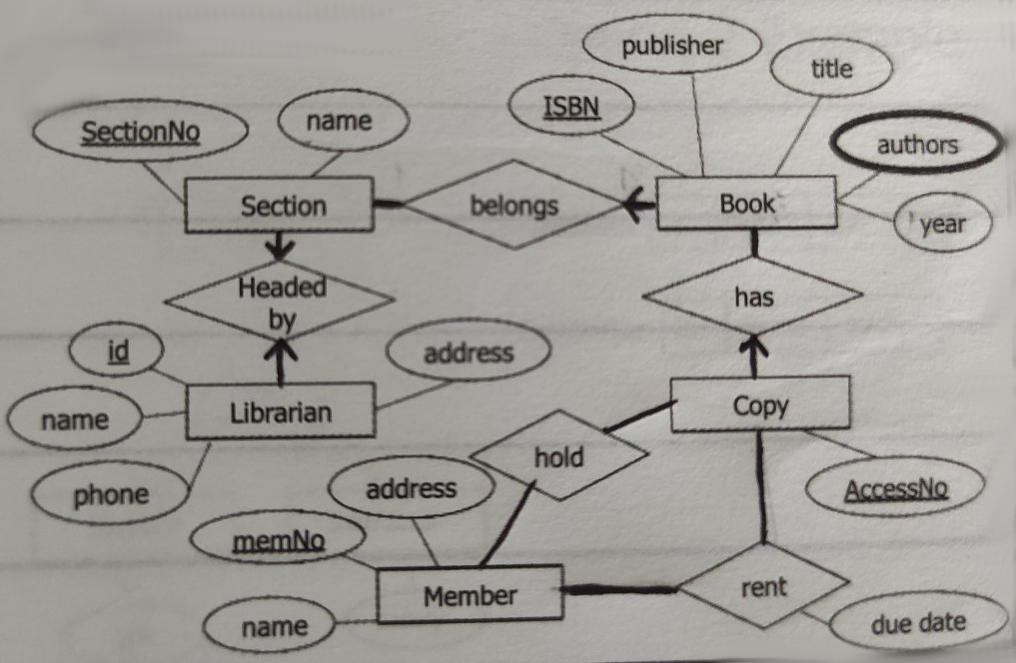 publisher
title
ISBN
SectionNo
name
authors
Section
belongs
Book
year
Headed
by
has
id
address
name
Librarian
Copy
phone
hold
address
AccessNo
memNo
Member
rent
name
due date